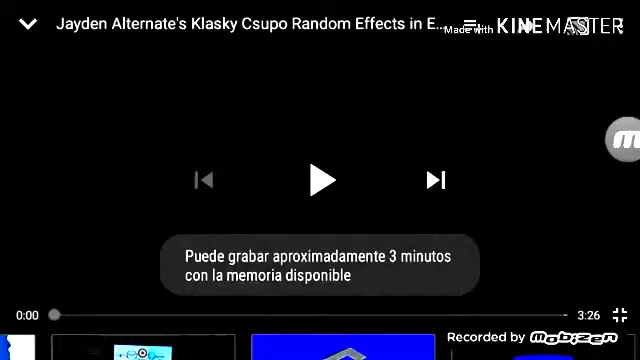 Jayden Alternate's Klasky Csupo Random Effects in E...
Made with KINEMASTER
Puede grabar aproximadamente 3 minutos
con la memoria disponible
0:00
3:26
Recorded by Mobizen